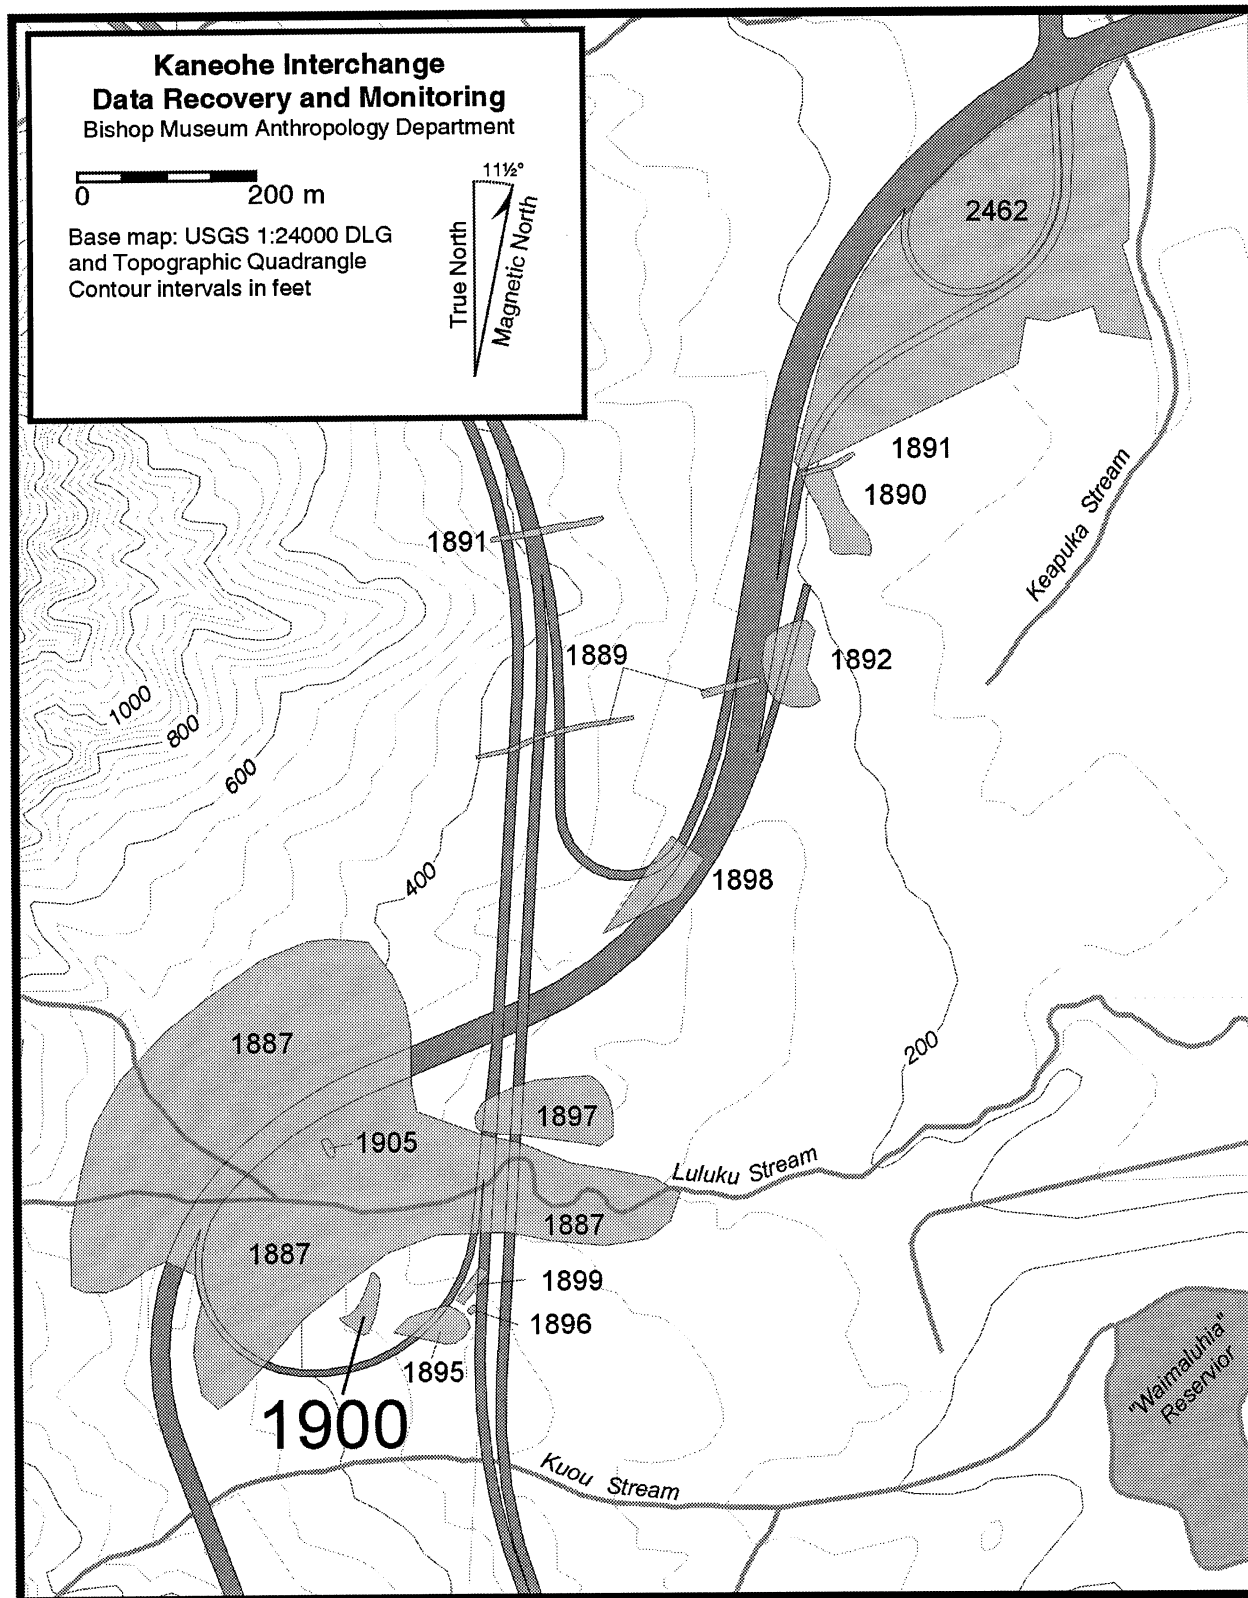 Kaneohe Interchange
Data Recovery and Monitoring
Bishop Museum Anthropology Department
0 200 m
Base map: USGS 1:24000 DLG
and Topographic Quadrangle
Contour intervals in feet
11½°
True North
Magnetic North
2462
1891
1890
Keapuka Stream
1891
1889
1892
1000
800
600
400
1898
200
1887
1897
1905
Luluku Stream
1887
1887
1899
1896
1895
1900
"Waimaluhia"
Reservior
Kuou Stream